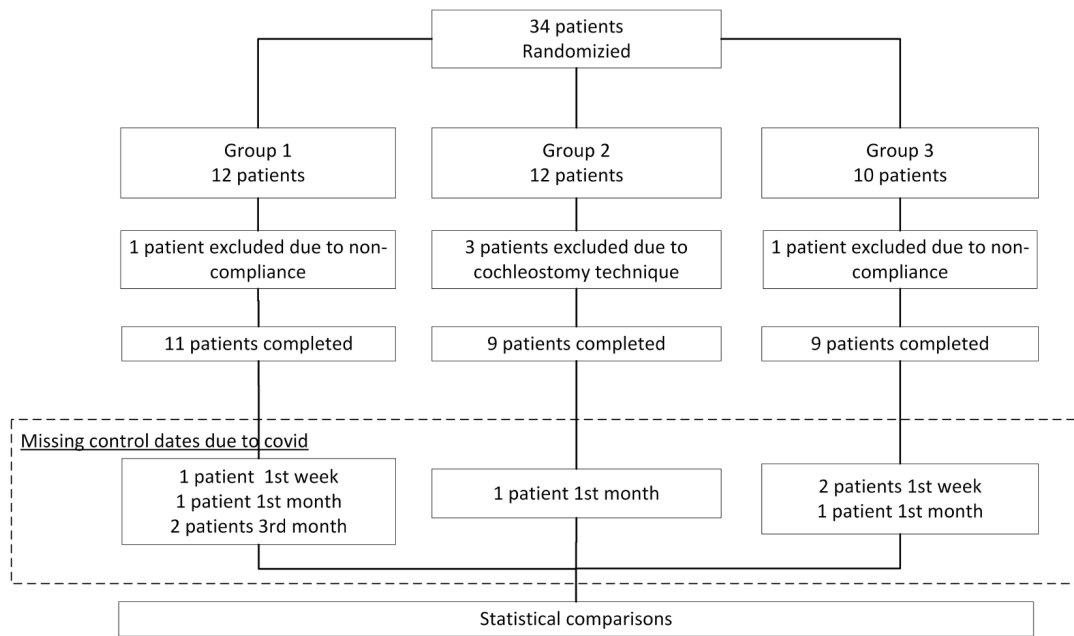 34 patients
Randomizied
Group 1
12 patients
Group 2
12 patients
Group 3
10 patients
1 patient excluded due to non-
compliance
3 patients excluded due to
cochleostomy technique
1 patient excluded due to non-
compliance
11 patients completed
9 patients completed
9 patients completed
Missing control dates due to covid
1 patient 1st week
1 patient 1st month
2 patients 3rd month
1 patient 1st month
2 patients 1st week
1 patient 1st month
Statistical comparisons